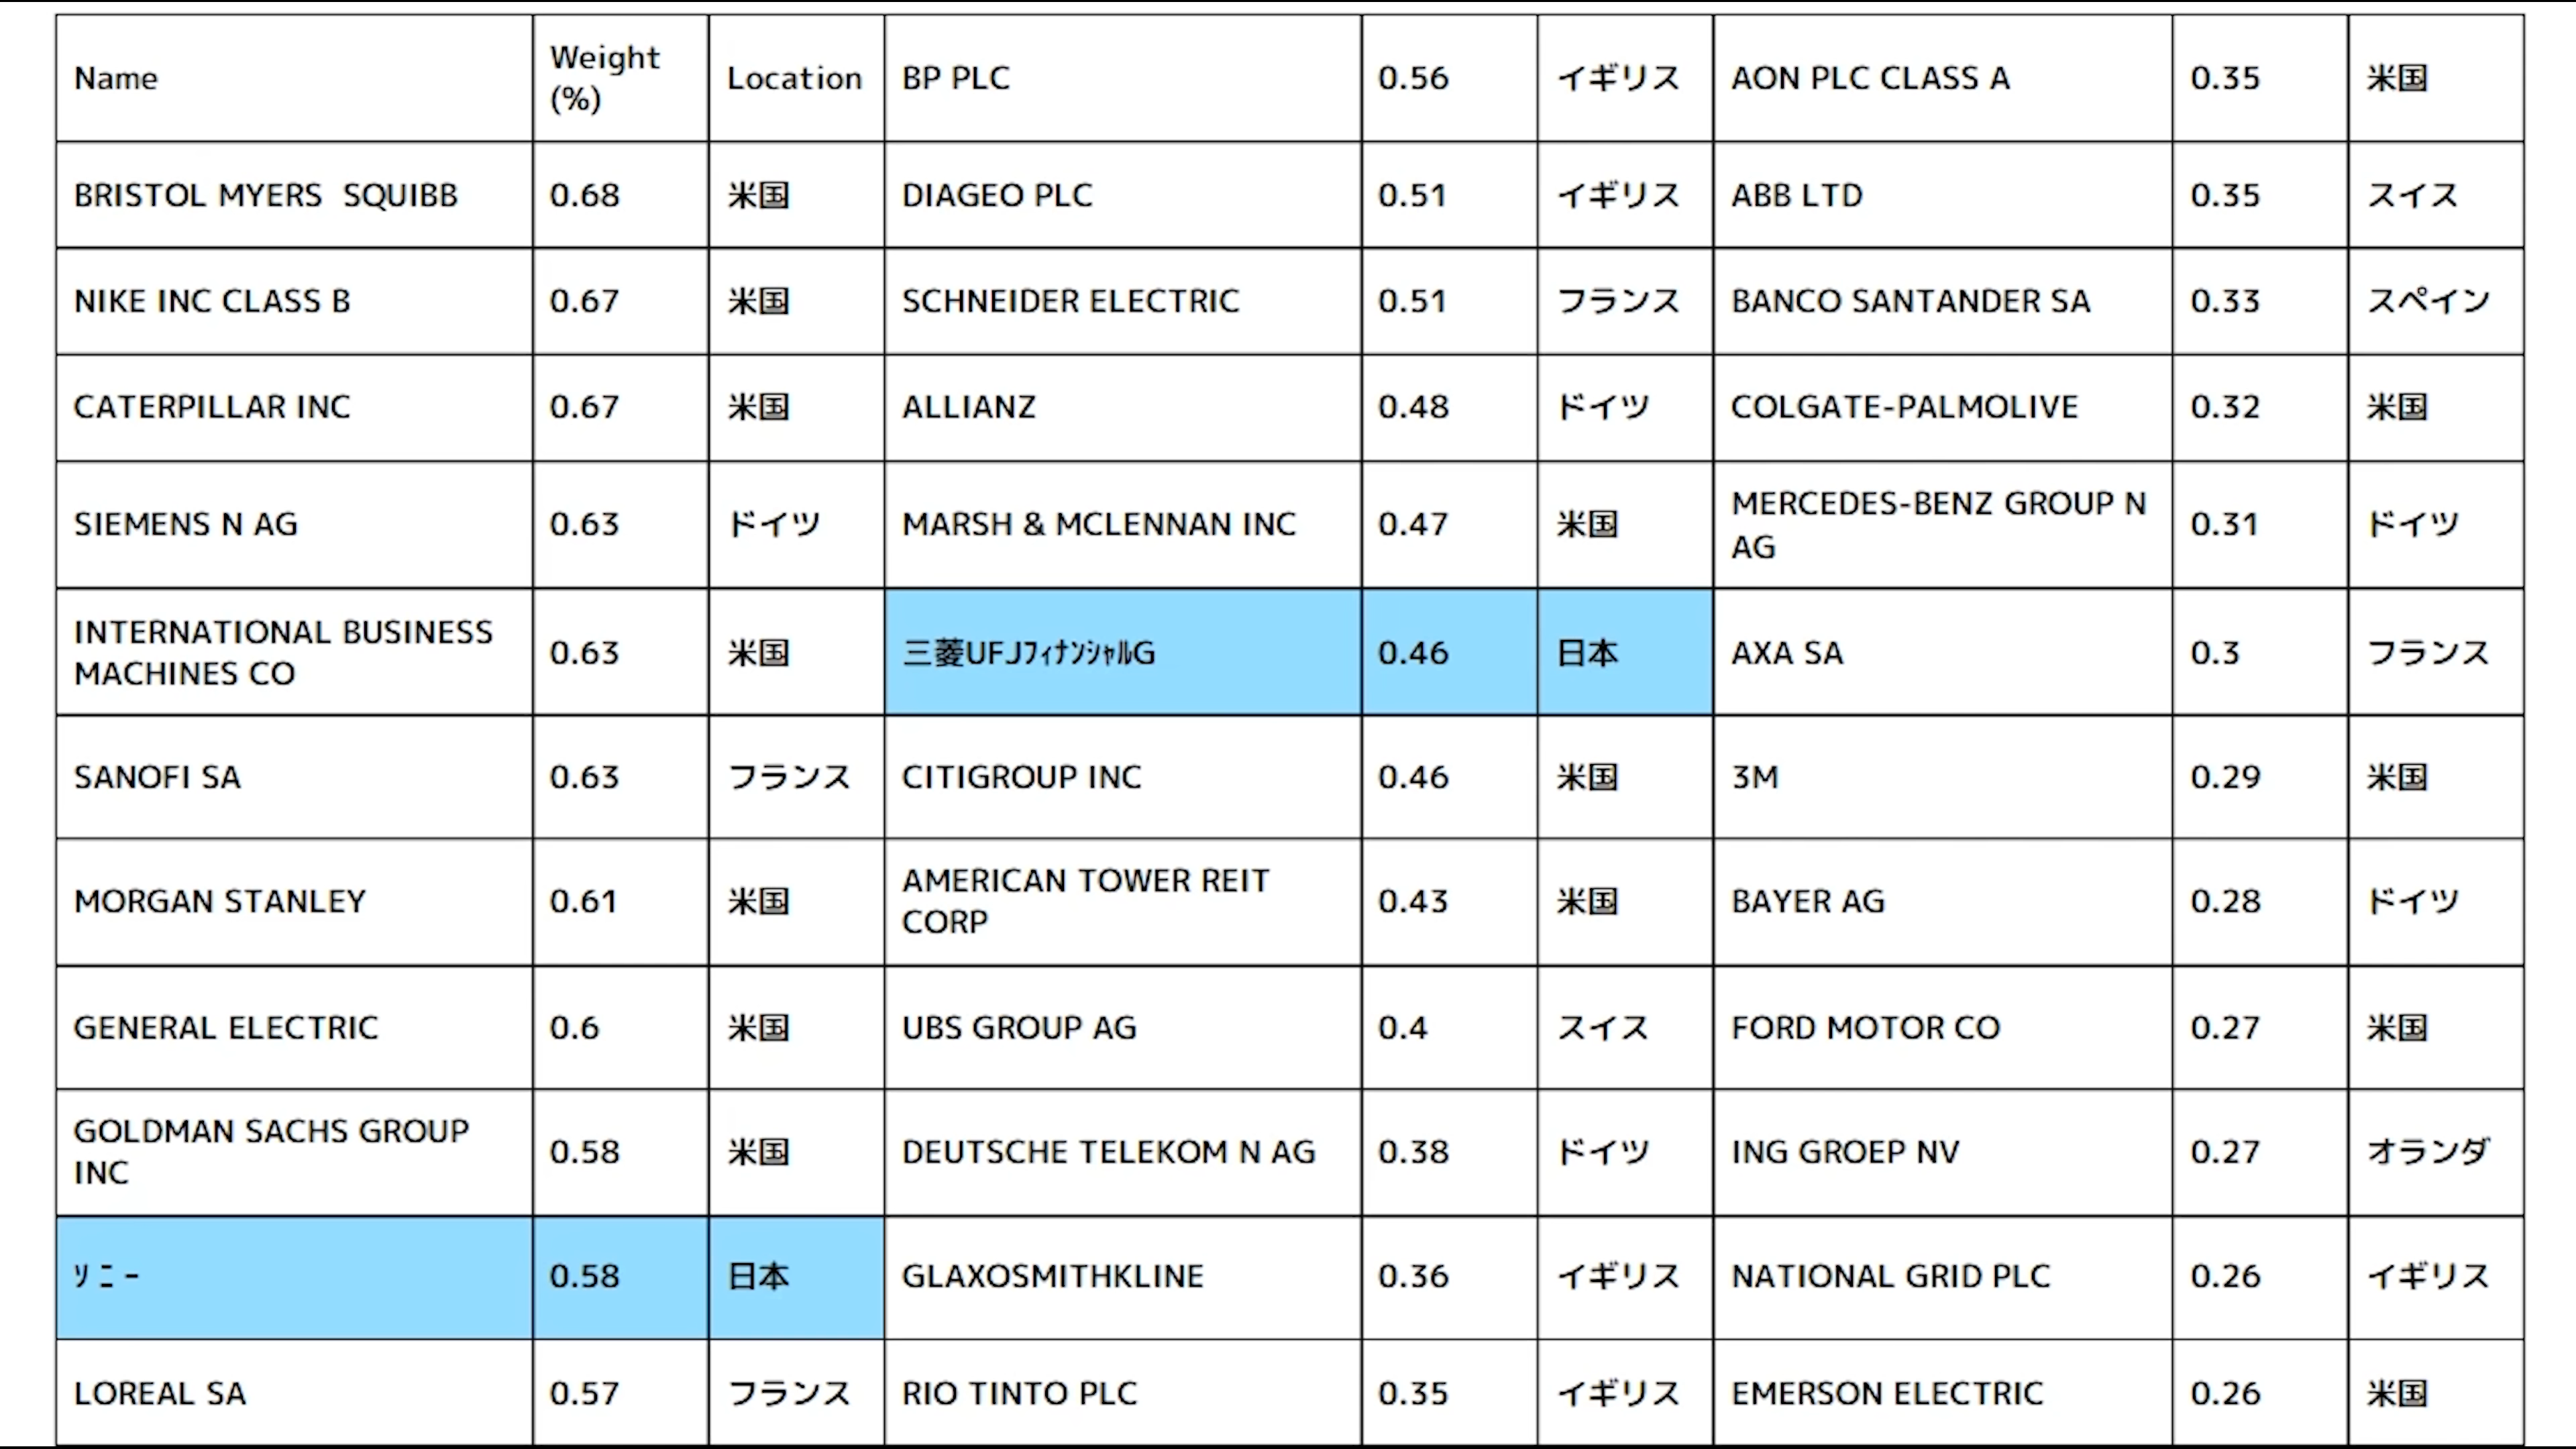 Name Weight (%) Location BP PLC 0.56 イギリス AON PLC CLASS A 0.35 米国
BRISTOL MYERS SQUIBB 0.68 米国 DIAGEO PLC 0.51 イギリス ABB LTD 0.35 スイス
NIKE INC CLASS B 0.67 米国 SCHNEIDER ELECTRIC 0.51 フランス BANCO SANTANDER SA 0.33 スペイン
CATERPILLAR INC 0.67 米国 ALLIANZ 0.48 ドイツ COLGATE-PALMOLIVE 0.32 米国
SIEMENS N AG 0.63 ドイツ MARSH & MCLENNAN INC 0.47 米国 MERCEDES-BENZ GROUP N AG 0.31 ドイツ
INTERNATIONAL BUSINESS MACHINES CO 0.63 米国 三菱UFJﾌｨﾅﾝｼｬﾙG 0.46 日本 AXA SA 0.3 フランス
SANOFI SA 0.63 フランス CITIGROUP INC 0.46 米国 3M 0.29 米国
MORGAN STANLEY 0.61 米国 AMERICAN TOWER REIT CORP 0.43 米国 BAYER AG 0.28 ドイツ
GENERAL ELECTRIC 0.6 米国 UBS GROUP AG 0.4 スイス FORD MOTOR CO 0.27 米国
GOLDMAN SACHS GROUP INC 0.58 米国 DEUTSCHE TELEKOM N AG 0.38 ドイツ ING GROEP NV 0.27 オランダ
ｿﾆｰ 0.58 日本 GLAXOSMITHKLINE 0.36 イギリス NATIONAL GRID PLC 0.26 イギリス
LOREAL SA 0.57 フランス RIO TINTO PLC 0.35 イギリス EMERSON ELECTRIC 0.26 米国